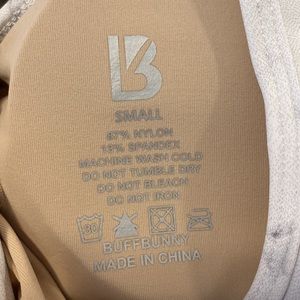 B
SMALL
87% NYLON
13% SPANDEX
MACHINE WASH COLD
DO NOT TUMBLE DRY
DO NOT BLEACH
DO NOT IRON
30
BUFFBUNNY
MADE IN CHINA